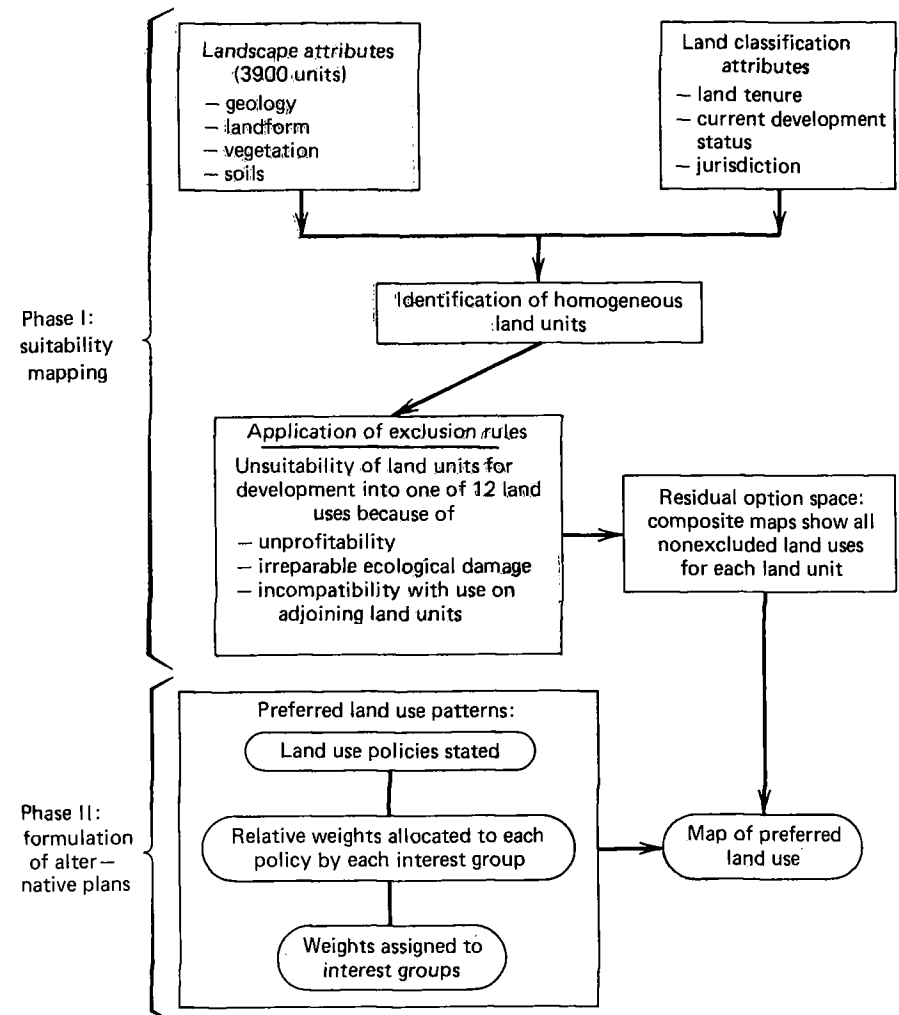 Landscape attributes
(3900 units)
— geology
— landform
— vegetation
— soils
Land classification
attributes
— land tenure
— current development
status
— jurisdiction
Identification of homogeneous
land units
Phase I:
suitability
mapping
Application of exclusion rules
Unsuitability of land units for
development into one of 12 land
uses because of
— unprofitability
— irreparable ecological damage
— incompatibility with use on
adjoining land units
Residual option space:
composite maps show all
nonexcluded land uses
for each land unit
Phase II:
formulation
of alter—
native plans
Preferred land use patterns:
Land use policies stated
Relative weights allocated to each
policy by each interest group
Weights assigned to
interest groups
Map of preferred
land use